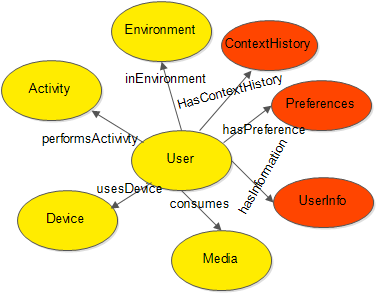 Environment
ContextHistory
inEnvironment
HasContextHistory
Activity
Preferences
performsActivity
hasPreference
User
hasInformation
usesDevice
consumes
UserInfo
Device
Media